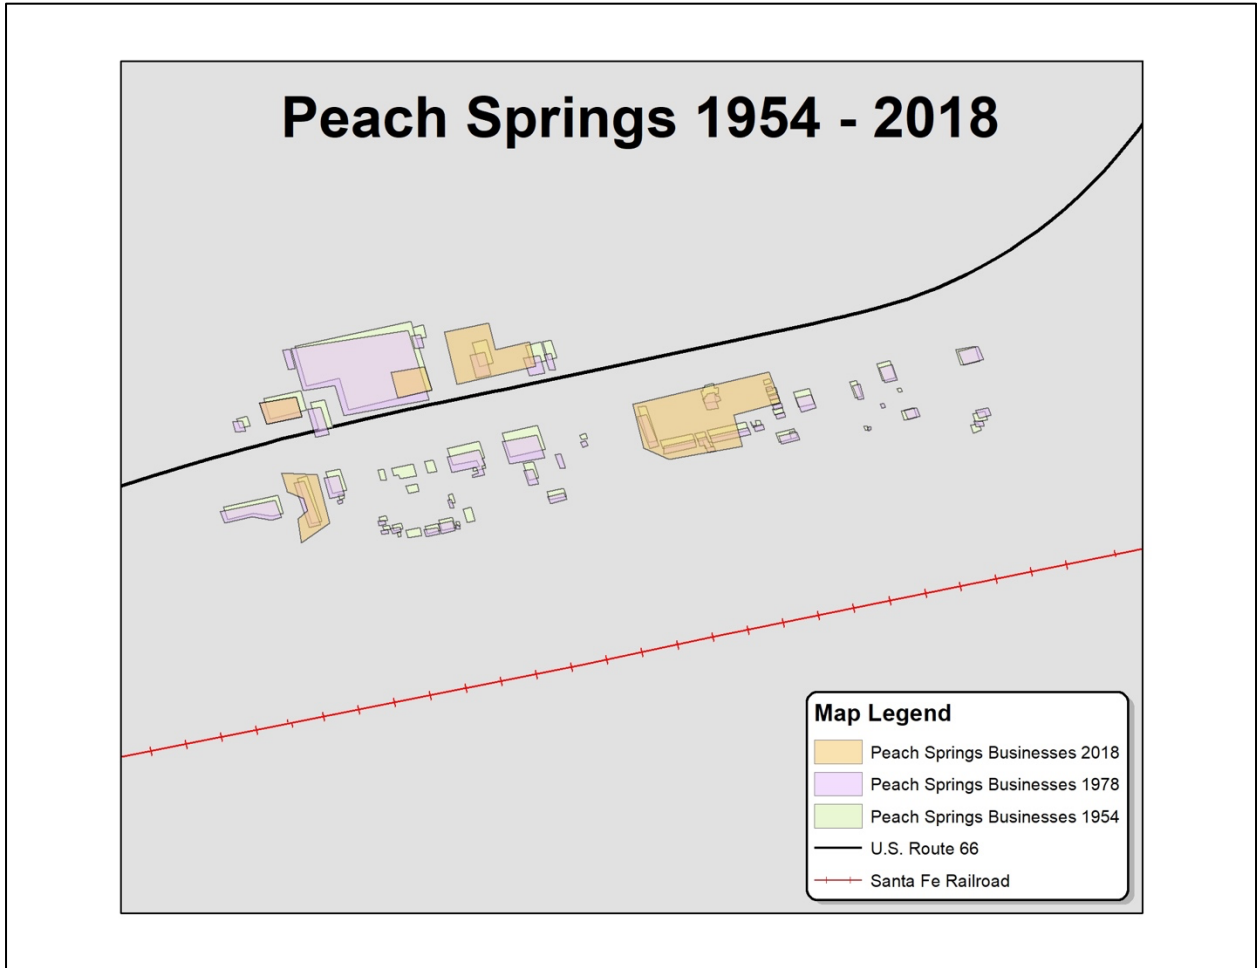 Peach Springs 1954 - 2018
Map Legend
Peach Springs Businesses 2018
Peach Springs Businesses 1978
Peach Springs Businesses 1954
U.S. Route 66
Santa Fe Railroad